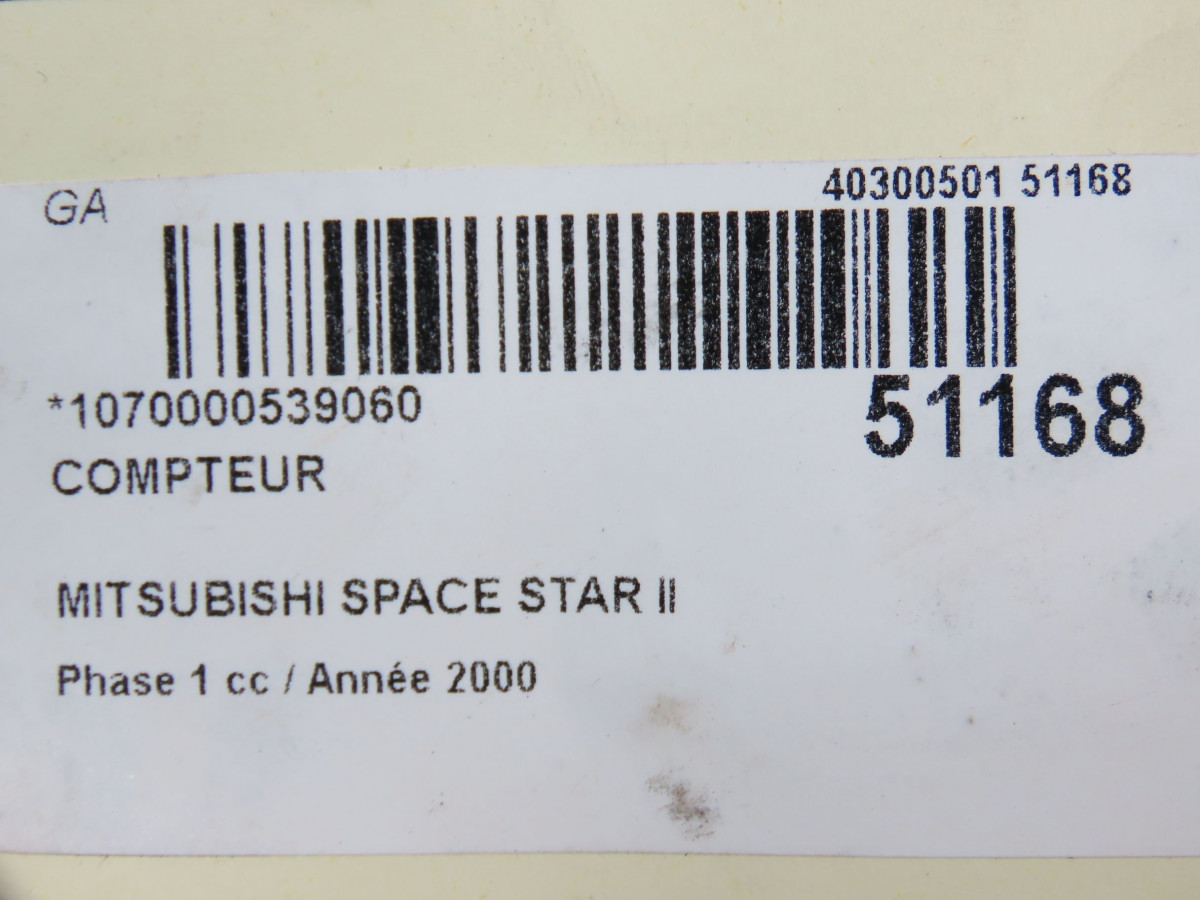 GA
40300501 51168
*1070000539060
51168
COMPTEUR
MITSUBISHI SPACE STAR II
Phase 1 cc / Année 2000